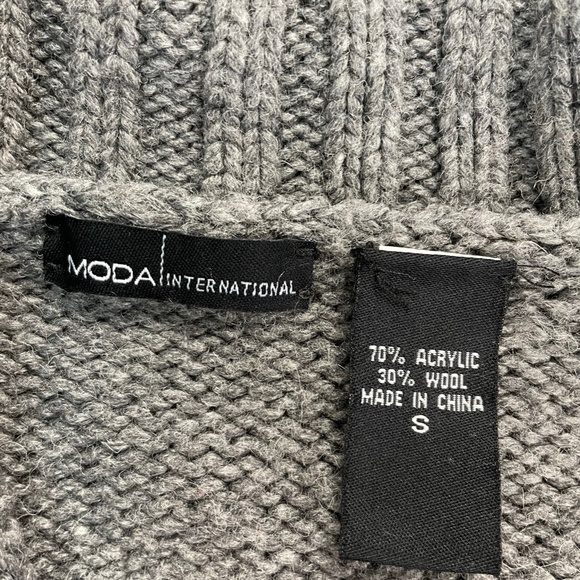 MODA INTERNATIONAL
70% ACRYLIC
30% WOOL
MADE IN CHINA
S